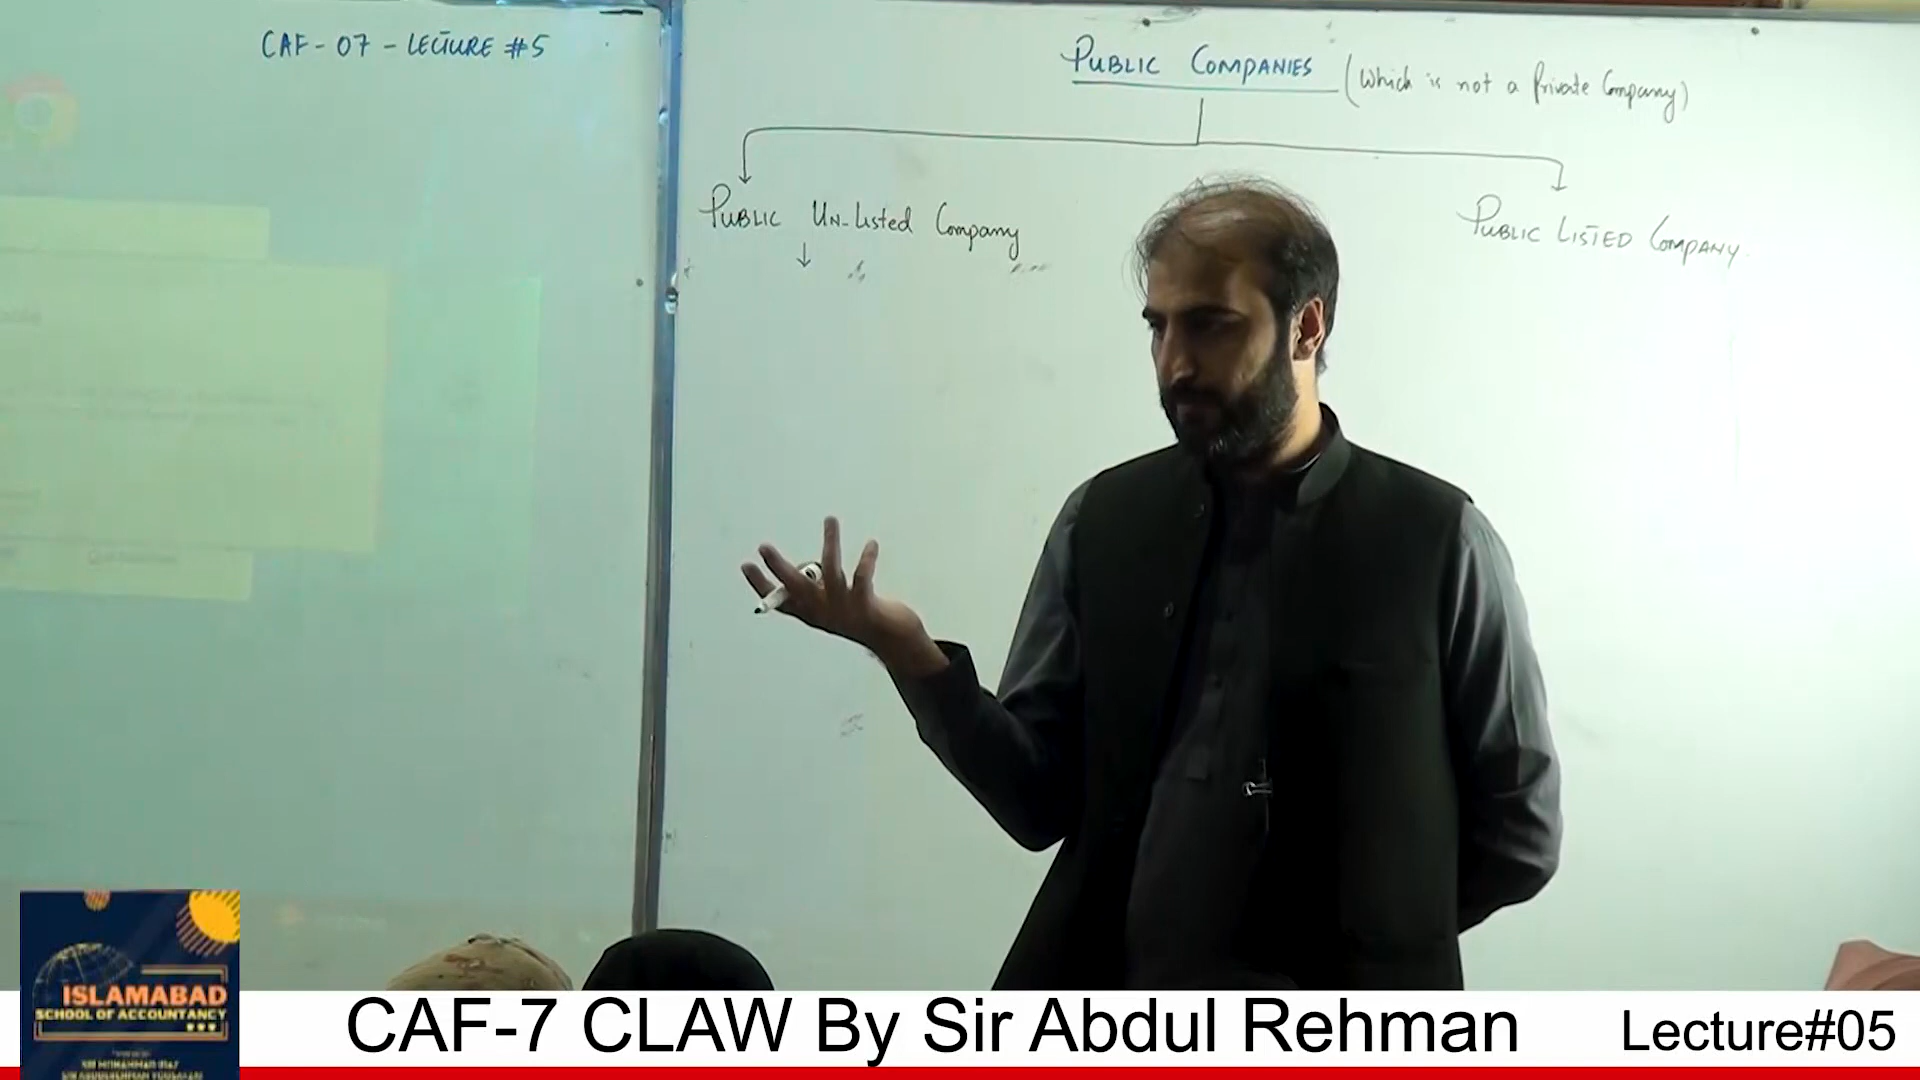 CAF - 07 - LECTURE #5
PUBLIC COMPANIES (which is not a Private Company)
PUBLIC UN-Listed Company
PUBLIC LISTED COMPANY
ISLAMABAD
SCHOOL OF ACCOUNTANCY
CAF-7 CLAW By Sir Abdul Rehman
Lecture#05